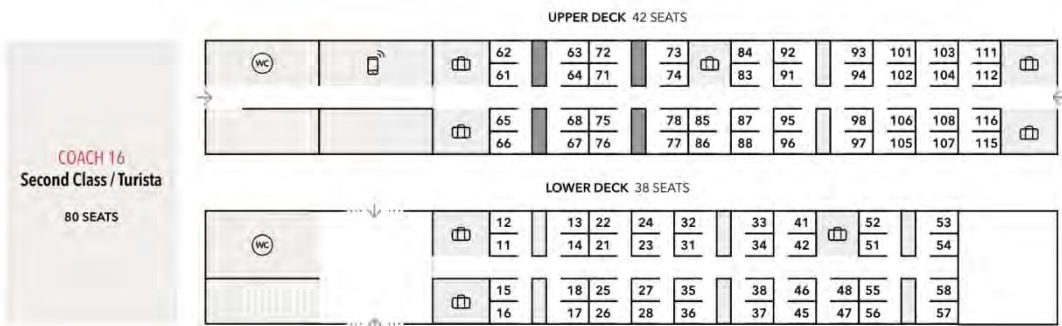 UPPER DECK 42 SEATS
WC 62 63 72 73 84 92 93 101 103 111
61 64 71 74 83 91 94 102 104 112
65 68 75 78 85 87 95 98 106 108 116
66 67 76 77 86 88 96 97 105 107 115
COACH 16
Second Class / Turista
80 SEATS
LOWER DECK 38 SEATS
12 13 22 24 32 33 41 52 53
WC 11 14 21 23 31 34 42 51 54
15 18 25 27 35 38 46 48 55 58
16 17 26 28 36 37 45 47 56 57